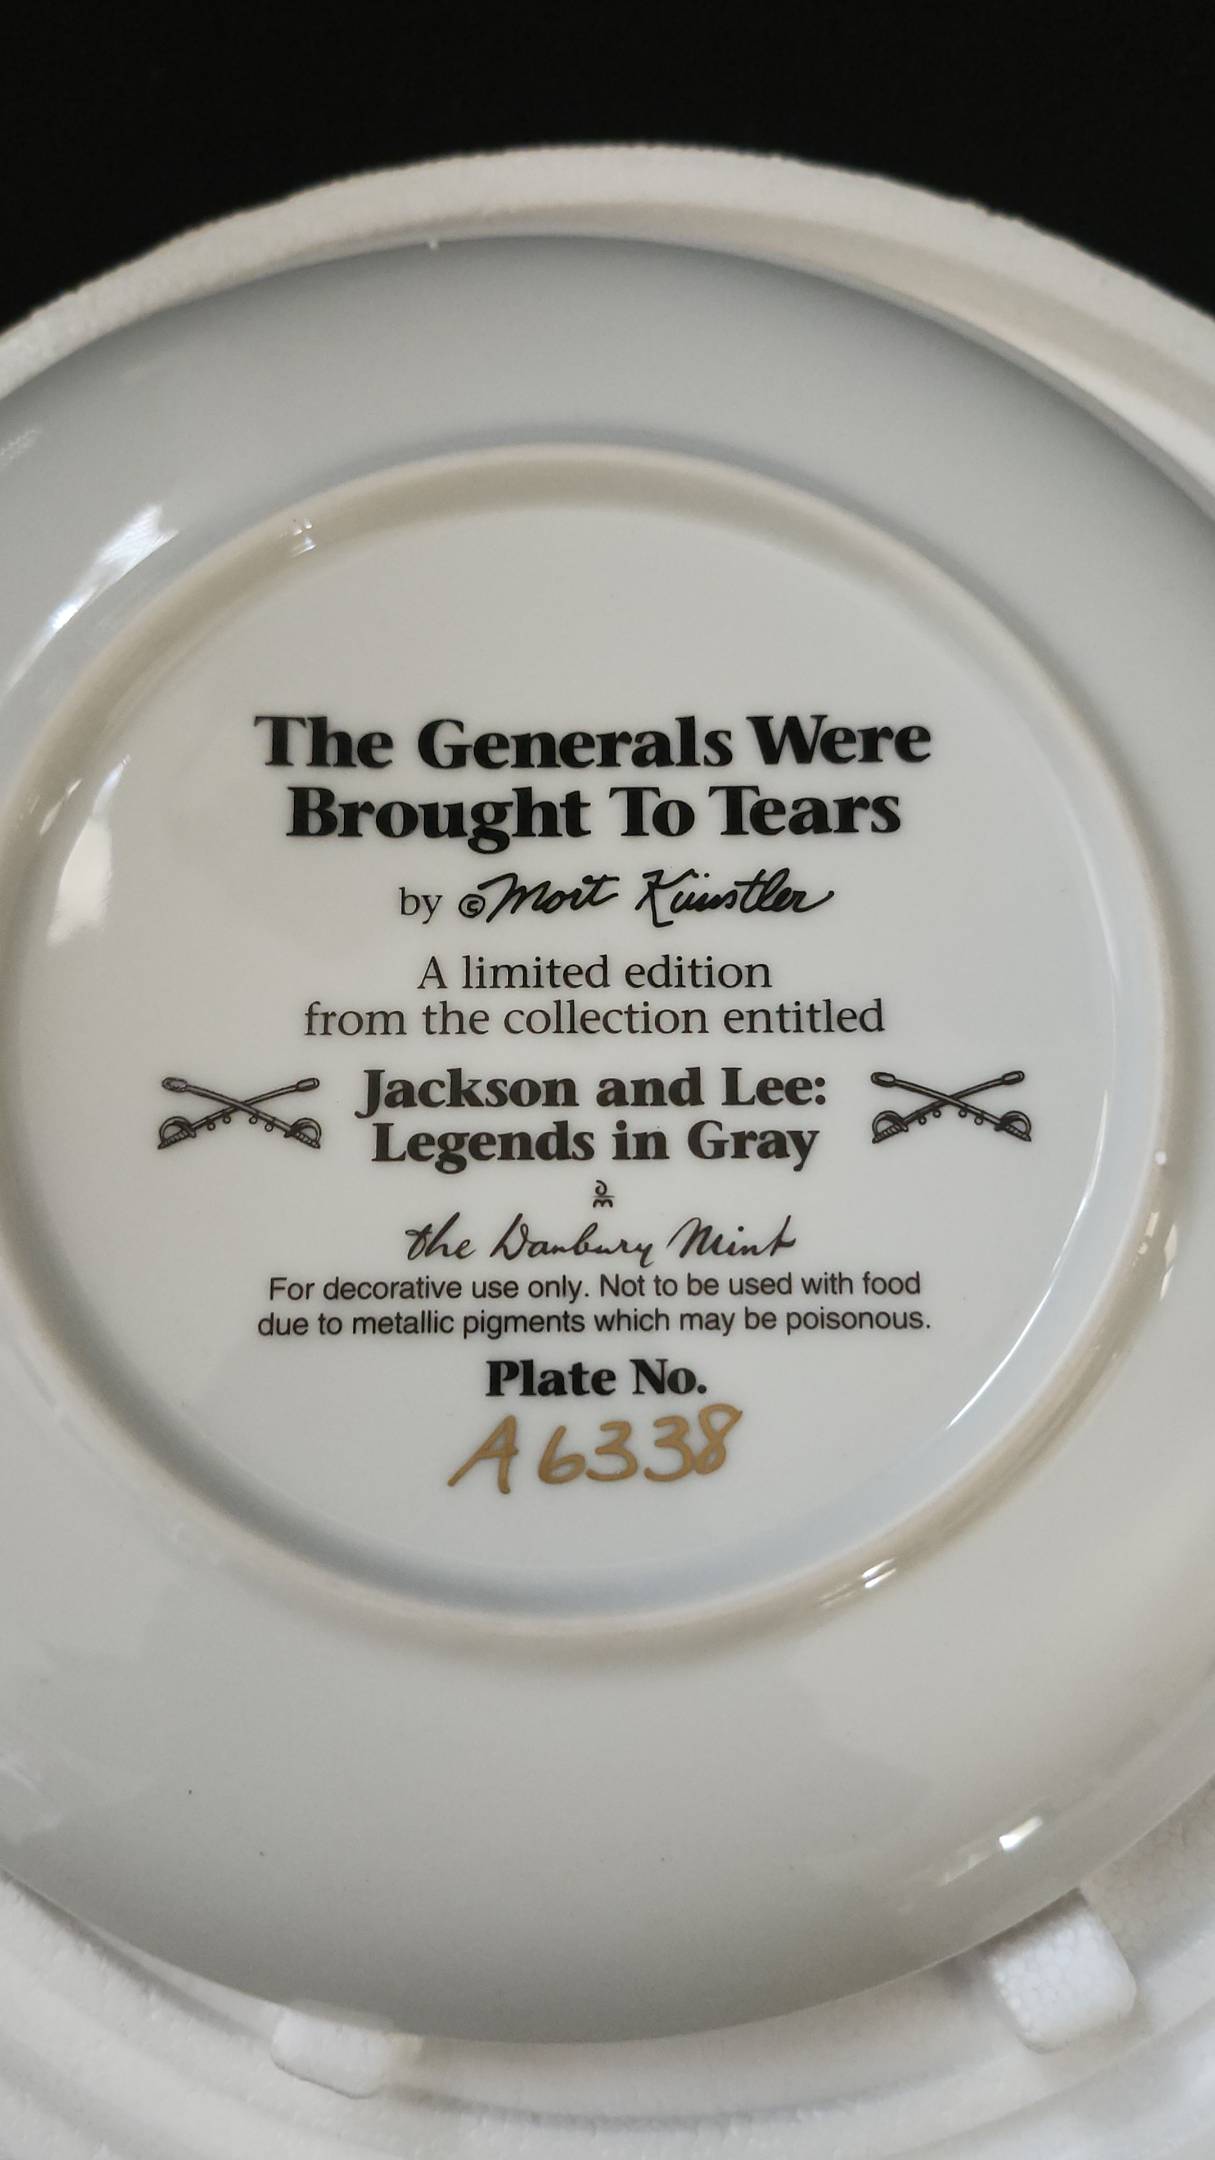 The Generals Were
Brought To Tears
by © Mort Künstler
A limited edition
from the collection entitled
Jackson and Lee:
Legends in Gray
DM
the Danbury Mint
For decorative use only. Not to be used with food
due to metallic pigments which may be poisonous.
Plate No.
A6338